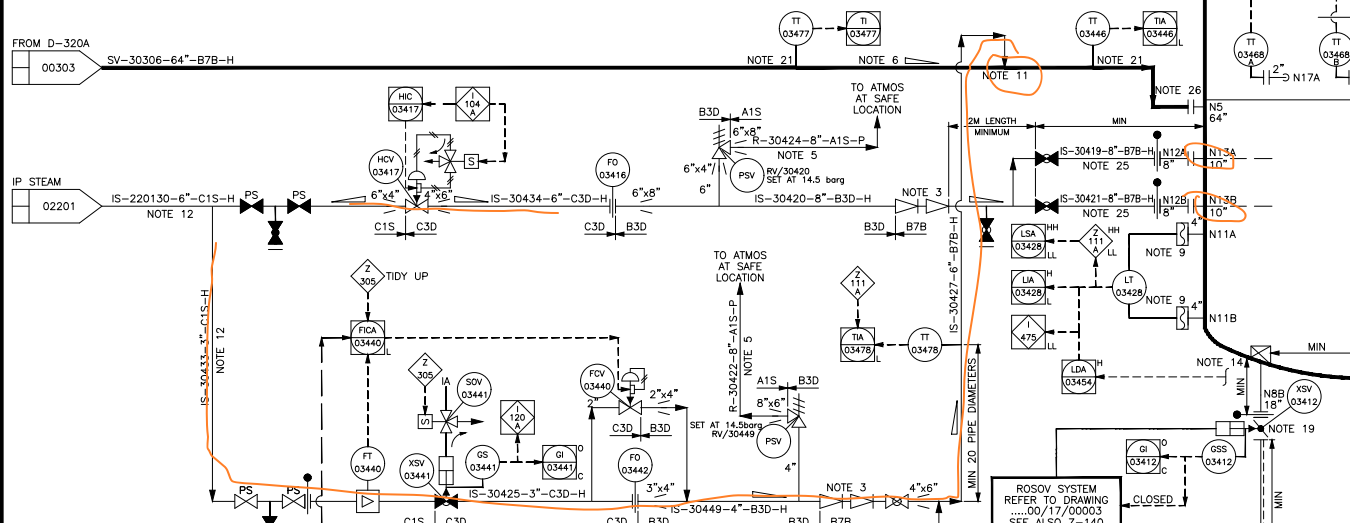 FROM D-320A
00303
SV-30306-64"-B7B-H
TT
03477
TI
03477
NOTE 21
NOTE 6
NOTE 11
TT
03446
TIA
03446
L
NOTE 21
NOTE 26
N5
64"
TT
03468
A
2"
N17A
TT
03468
B
HIC
03417
I
104
A
S
HCV
03417
6"x4"
4"x6"
C1S
C3D
IP STEAM
02201
IS-220130-6"-C1S-H
NOTE 12
PS
PS
IS-30434-6"-C3D-H
FO
03416
6"x8"
C3D
B3D
B3D
A1S
6"x8"
R-30424-8"-A1S-P
NOTE 5
TO ATMOS
AT SAFE
LOCATION
6"x4"
6"
PSV
RV/30420
SET AT 14.5 barg
IS-30420-8"-B3D-H
NOTE 3
B3D
B7B
2M LENGTH
MINIMUM
MIN
IS-30419-8"-B7B-H
NOTE 25
N12A
8"
N13A
10"
IS-30421-8"-B7B-H
NOTE 25
N12B
8"
N13B
10"
4"
N11A
NOTE 9
LSA
03428
HH
LL
Z
111
A
HH
LL
LIA
03428
H
L
LT
03428
I
475
LL
NOTE 9
4"
N11B
LDA
03454
H
NOTE 14
MIN
MIN
N8B
18"
XSV
03412
NOTE 19
GI
03412
O
C
GSS
03412
CLOSED
MIN
ROSOV SYSTEM
REFER TO DRAWING
.....00/17/00003
SEE ALSO Z-140
IS-30433-3"-C1S-H
NOTE 12
Z
305
TIDY UP
FICA
03440
L
Z
305
IA
S
SOV
03441
I
120
A
FCV
03440
2"
2"x4"
C3D
B3D
TO ATMOS
AT SAFE
LOCATION
R-30422-8"-A1S-P
NOTE 5
Z
111
A
TIA
03478
L
TT
03478
IS-30427-6"-B7B-H
MIN 20 PIPE DIAMETERS
A1S
B3D
8"x6"
SET AT 14.5barg
RV/30449
PSV
4"
PS
PS
FT
03440
XSV
03441
GS
03441
GI
03441
O
C
IS-30425-3"-C3D-H
FO
03442
3"x4"
IS-30449-4"-B3D-H
NOTE 3
4"x6"
C1S
C3D
C3D
B3D
B3D
B7B